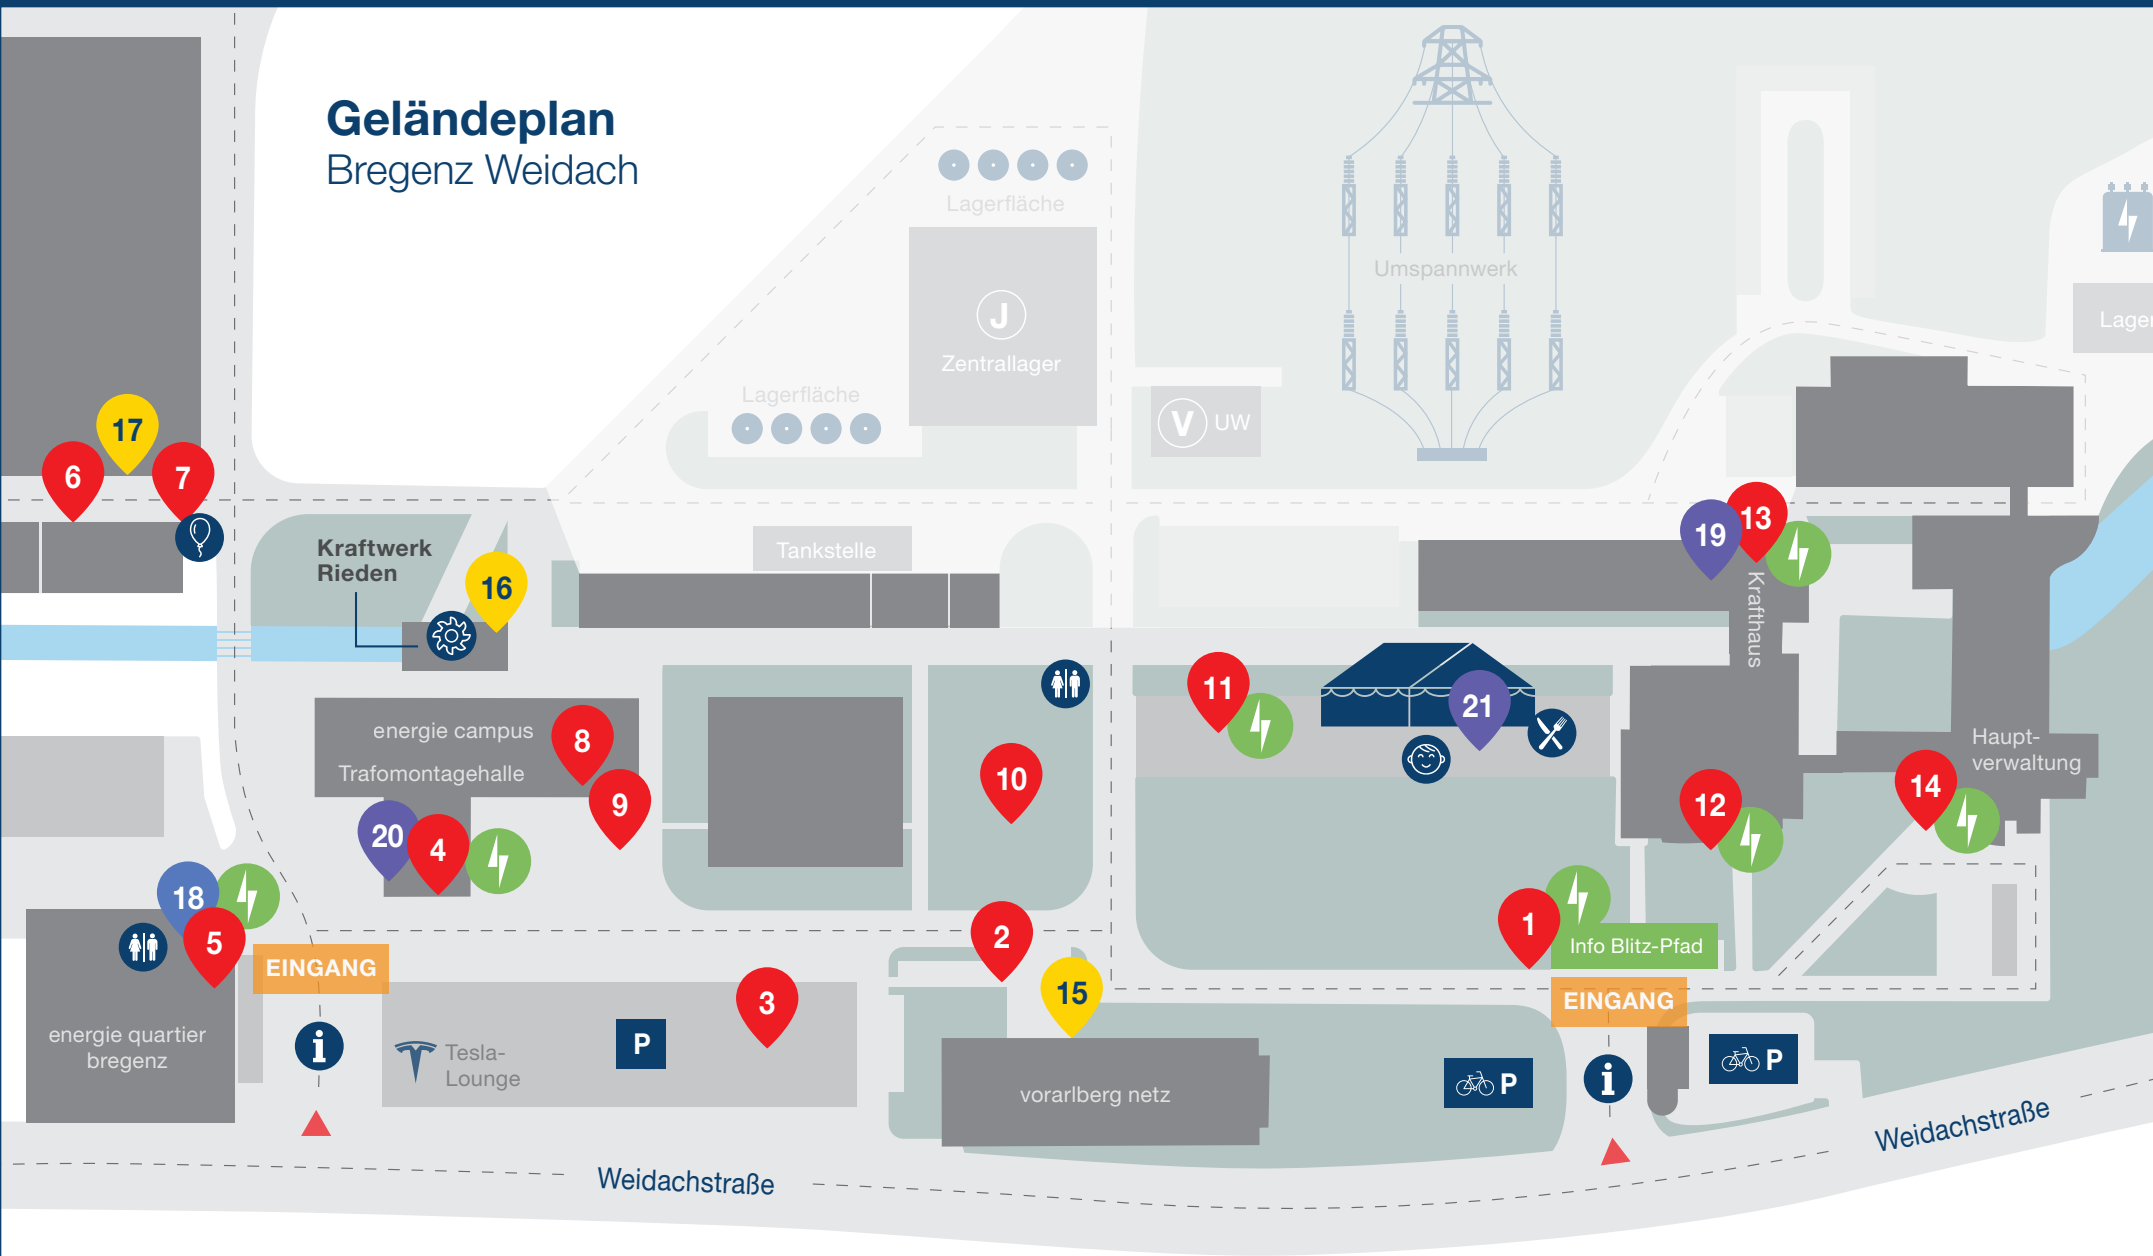 Geländeplan
Bregenz Weidach
Lagerfläche
J
Zentrallager
Umspannwerk
Lager
Lagerfläche
V UW
17
6
7
19
13
Kraftwerk
Rieden
16
Tankstelle
Krafthaus
energie campus
Trafomontagehalle
8
9
10
11
21
Haupt-
verwaltung
12
14
20
4
18
5
EINGANG
2
1
Info Blitz-Pfad
EINGANG
3
15
energie quartier
bregenz
i
Tesla-
Lounge
P
vorarlberg netz
P
i
P
Weidachstraße
Weidachstraße